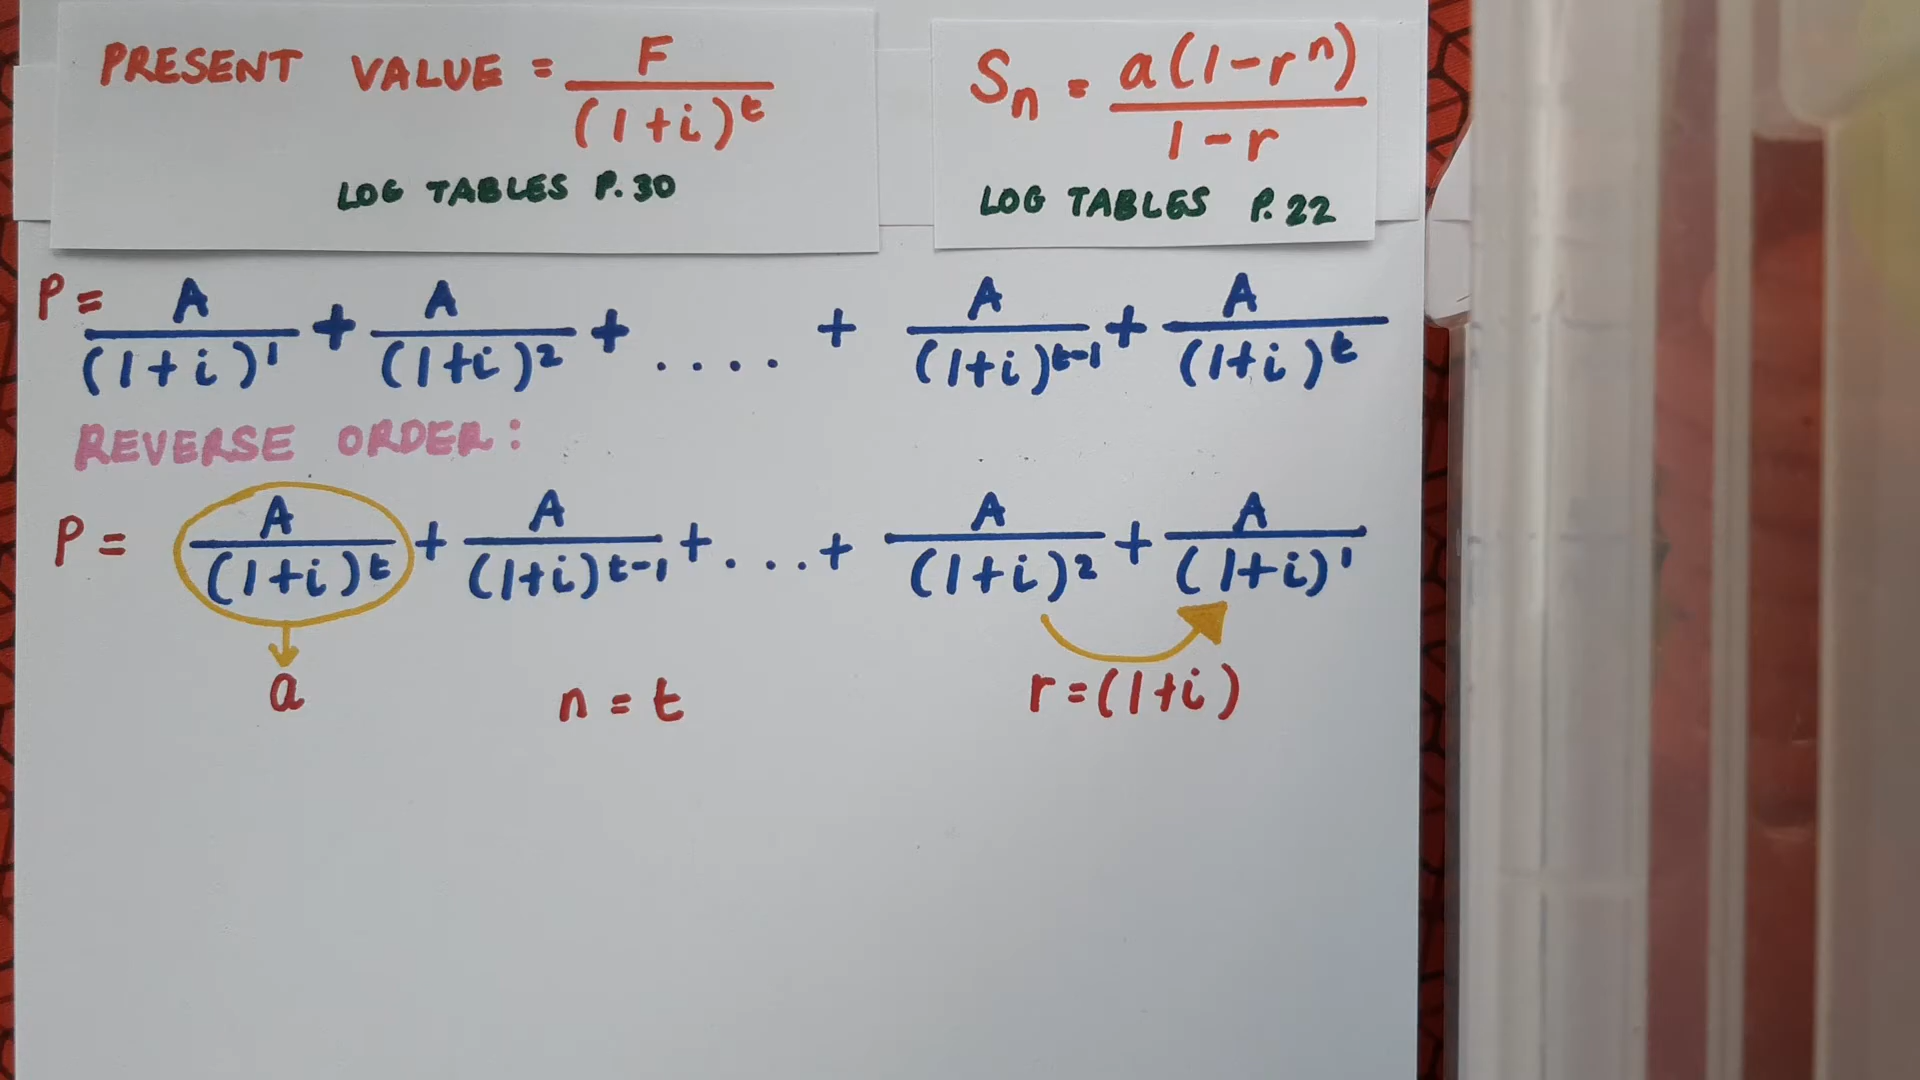 PRESENT VALUE = F / (1+i)^t
LOG TABLES P.30
Sn = a(1-r^n) / 1-r
LOG TABLES P.22
P = A/(1+i)^1 + A/(1+i)^2 + .... + A/(1+i)^t-1 + A/(1+i)^t
REVERSE ORDER:
P = A/(1+i)^t + A/(1+i)^t-1 + ... + A/(1+i)^2 + A/(1+i)^1
a n = t r = (1+i)